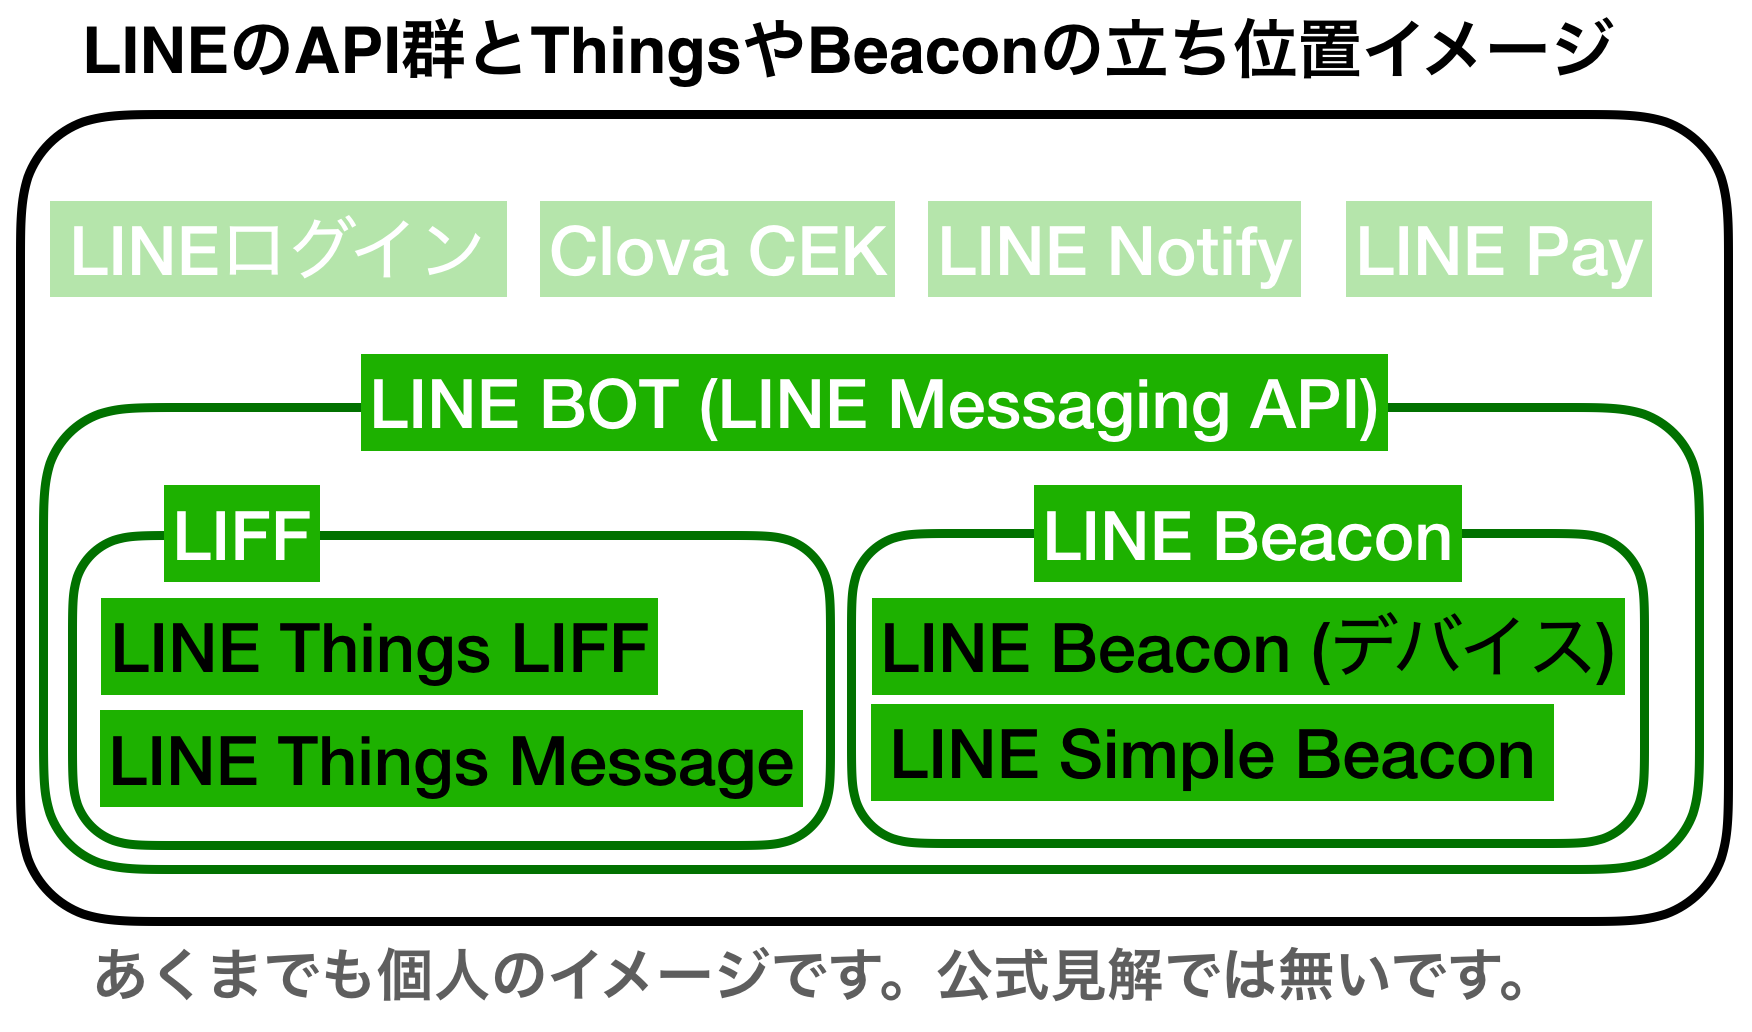 LINEのAPI群とThingsやBeaconの立ち位置イメージ
LINEログイン
Clova CEK
LINE Notify
LINE Pay
LINE BOT (LINE Messaging API)
LIFF
LINE Things LIFF
LINE Things Message
LINE Beacon
LINE Beacon (デバイス)
LINE Simple Beacon
あくまでも個人のイメージです。公式見解では無いです。